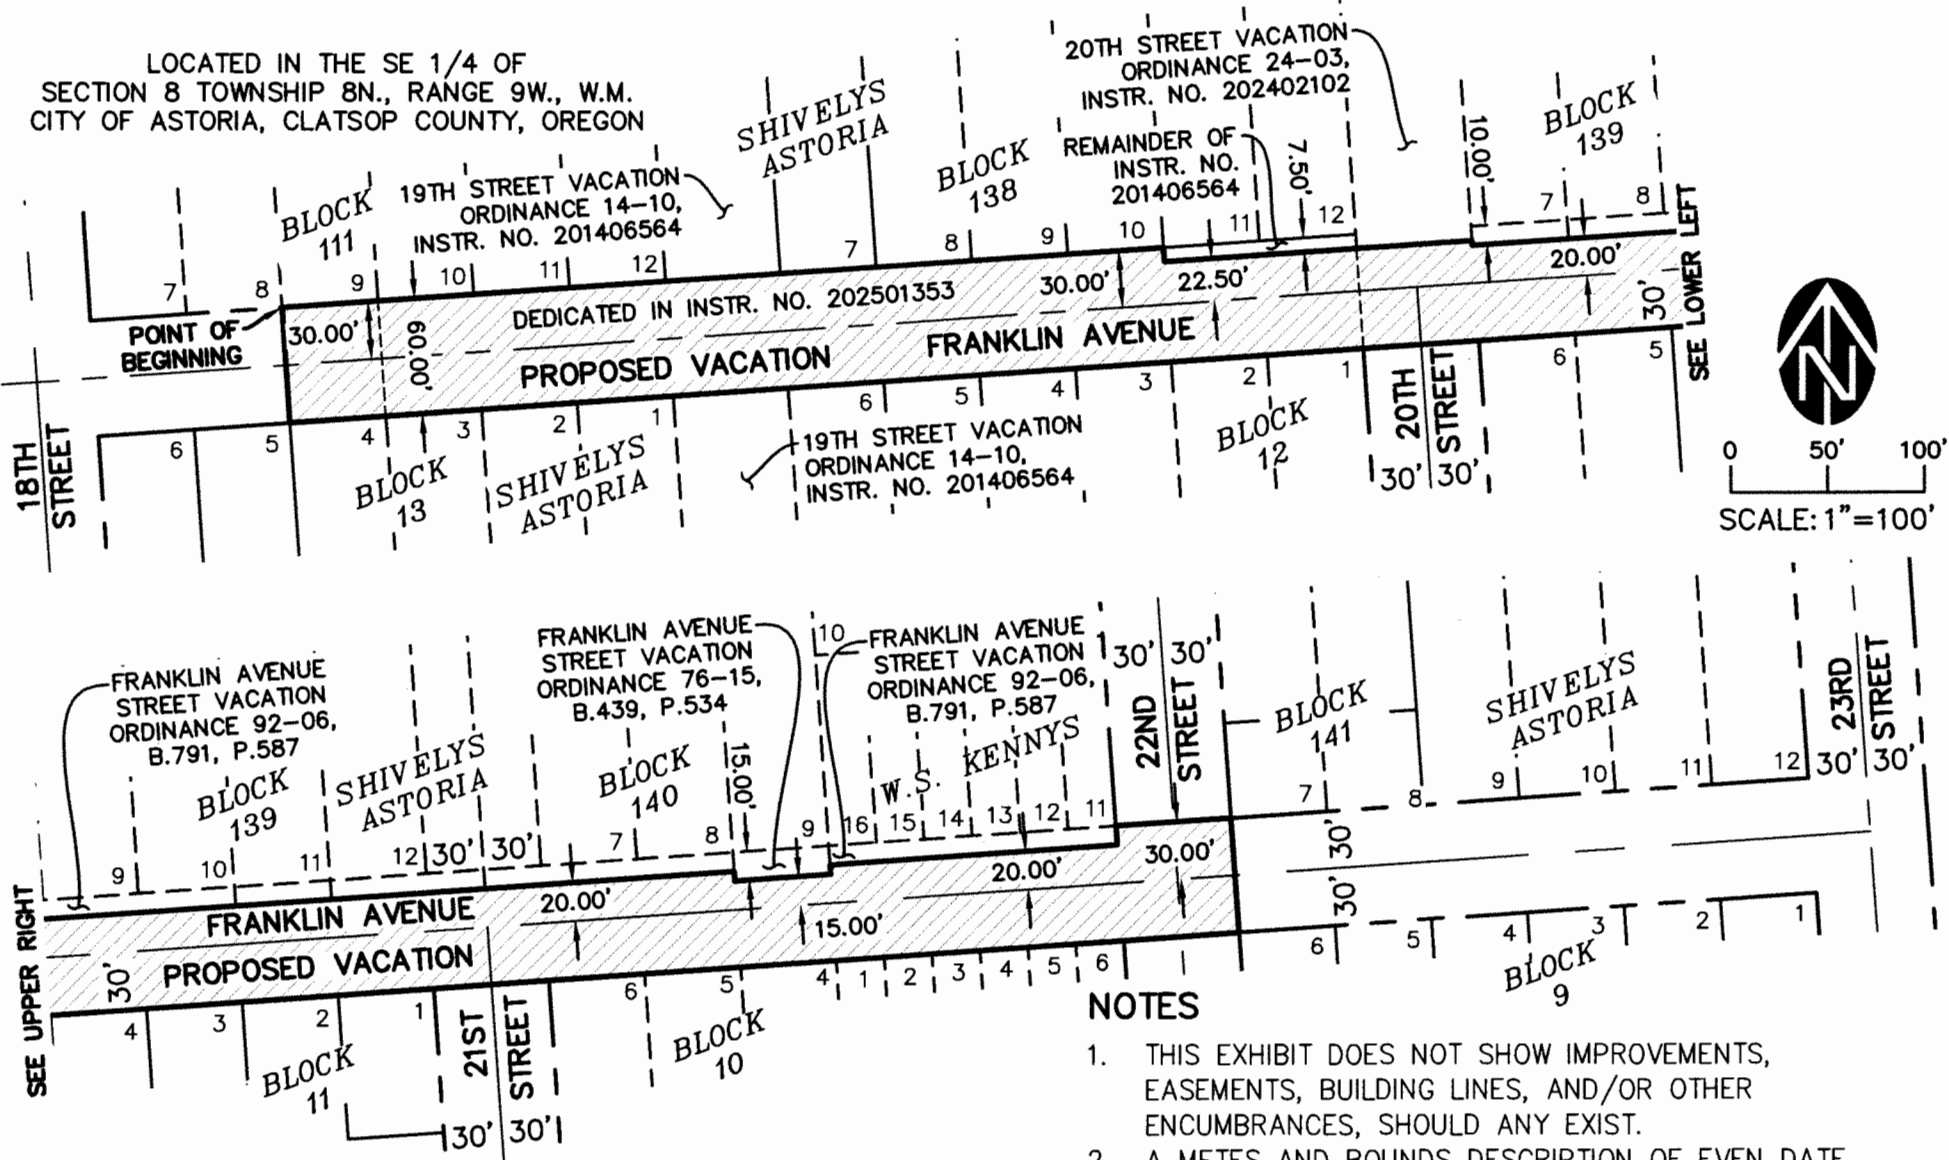 LOCATED IN THE SE 1/4 OF
SECTION 8 TOWNSHIP 8N., RANGE 9W., W.M.
CITY OF ASTORIA, CLATSOP COUNTY, OREGON
20TH STREET VACATION
ORDINANCE 24-03,
INSTR. NO. 202402102
SHIVELYS
ASTORIA
BLOCK
138
REMAINDER OF
INSTR. NO.
201406564
7.50'
10.00'
BLOCK
139
BLOCK
111
19TH STREET VACATION
ORDINANCE 14-10,
INSTR. NO. 201406564
7
8
9
10
11
12
7
8
9
10
11
12
7
8
POINT OF
BEGINNING
30.00'
60.00'
DEDICATED IN INSTR. NO. 202501353
30.00'
22.50'
20.00'
30'
PROPOSED VACATION
FRANKLIN AVENUE
SEE LOWER LEFT
18TH
STREET
6
5
4
3
2
1
6
5
4
3
2
1
6
5
BLOCK
13
SHIVELYS
ASTORIA
19TH STREET VACATION
ORDINANCE 14-10,
INSTR. NO. 201406564
BLOCK
12
20TH
STREET
30'
30'
N
0 50' 100'
SCALE: 1"=100'
FRANKLIN AVENUE
STREET VACATION
ORDINANCE 92-06,
B.791, P.587
BLOCK
139
SHIVELYS
ASTORIA
FRANKLIN AVENUE
STREET VACATION
ORDINANCE 76-15,
B.439, P.534
BLOCK
140
15.00'
10
FRANKLIN AVENUE
STREET VACATION
ORDINANCE 92-06,
B.791, P.587
W.S. KENNYS
30'
30'
22ND
STREET
BLOCK
141
SHIVELYS
ASTORIA
23RD
STREET
30'
30'
9
10
11
12
30'
30'
7
8
9
16
15
14
13
12
11
7
8
9
10
11
12
SEE UPPER RIGHT
FRANKLIN AVENUE
PROPOSED VACATION
30'
20.00'
15.00'
20.00'
30.00'
30'
30'
4
3
2
1
6
5
4
1
2
3
4
5
6
6
5
4
3
2
1
BLOCK
11
21ST
STREET
30'
30'
BLOCK
10
BLOCK
9
NOTES
1. THIS EXHIBIT DOES NOT SHOW IMPROVEMENTS,
EASEMENTS, BUILDING LINES, AND/OR OTHER
ENCUMBRANCES, SHOULD ANY EXIST.
2. A METES AND BOUNDS DESCRIPTION OF EVEN DATE